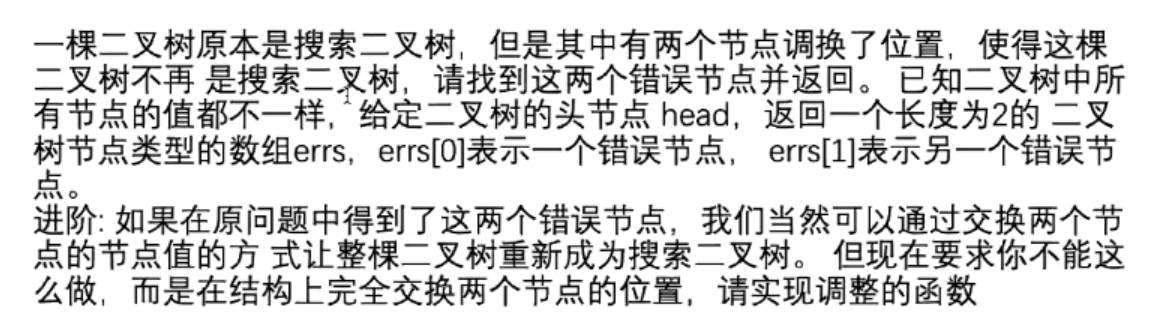 一棵二叉树原本是搜索二叉树，但是其中有两个节点调换了位置，使得这棵
二叉树不再 是搜索二叉树，请找到这两个错误节点并返回。 已知二叉树中所
有节点的值都不一样，给定二叉树的头节点 head，返回一个长度为2的 二叉
树节点类型的数组errs，errs[0]表示一个错误节点， errs[1]表示另一个错误节
点。
进阶: 如果在原问题中得到了这两个错误节点，我们当然可以通过交换两个节
点的节点值的方 式让整棵二叉树重新成为搜索二叉树。 但现在要求你不能这
么做，而是在结构上完全交换两个节点的位置，请实现调整的函数